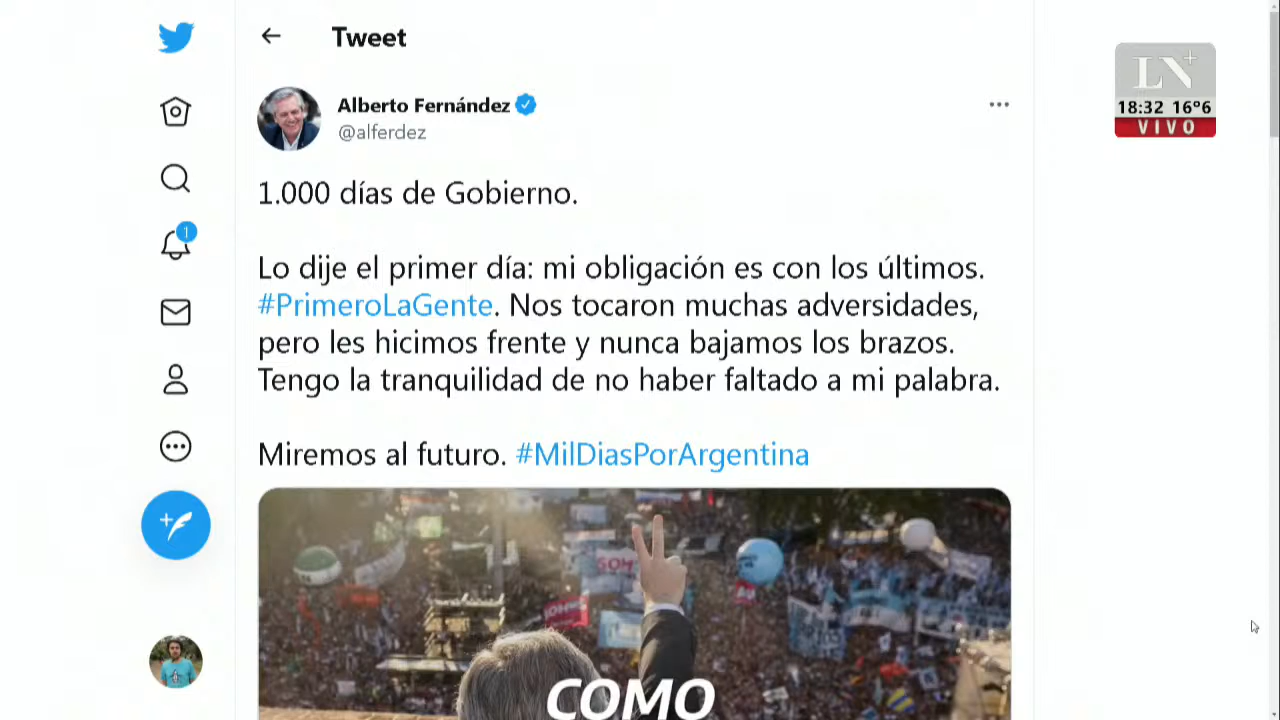 Tweet
Alberto Fernández
@alferdez
LN+
18:32 16°6
VIVO
1
1.000 días de Gobierno.
Lo dije el primer día: mi obligación es con los últimos.
#PrimeroLaGente. Nos tocaron muchas adversidades,
pero les hicimos frente y nunca bajamos los brazos.
Tengo la tranquilidad de no haber faltado a mi palabra.
Miremos al futuro. #MilDiasPorArgentina
COMO